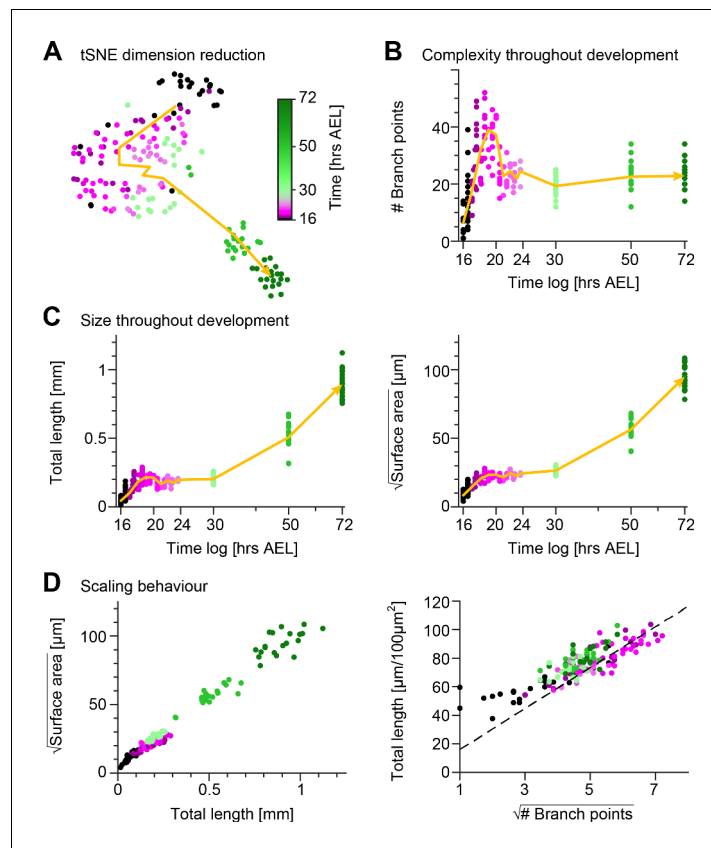 A tSNE dimension reduction
72
50
30
16
Time [hrs AEL]
B Complexity throughout development
# Branch points
40
20
0
16 20 24 30 50 72
Time log [hrs AEL]
C Size throughout development
Total length [mm]
1
0.5
0
16 20 24 30 50 72
Time log [hrs AEL]
√Surface area [µm]
100
50
0
16 20 24 30 50 72
Time log [hrs AEL]
D Scaling behaviour
√Surface area [µm]
100
50
0
0 0.5 1
Total length [mm]
Total length [µm/100µm²]
120
100
80
60
40
20
0
1 3 5 7
√# Branch points